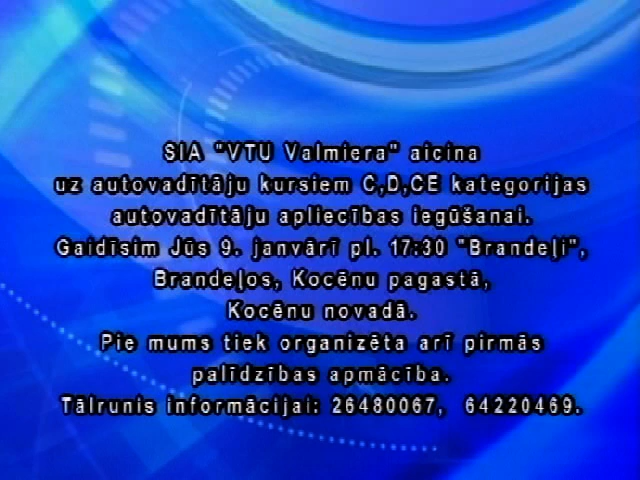 SIA "VTU Valmiera" aicina
uz autovadītāju kursiem C,D,CE kategorijas
autovadītāju apliecības iegūšanai.
Gaidīsim Jūs 9. janvārī pl. 17:30 "Brandeļi",
Brandeļos, Kocēnu pagastā,
Kocēnu novadā.
Pie mums tiek organizēta arī pirmās
palīdzības apmācība.
Tālrunis informācijai: 26480067, 64220469.